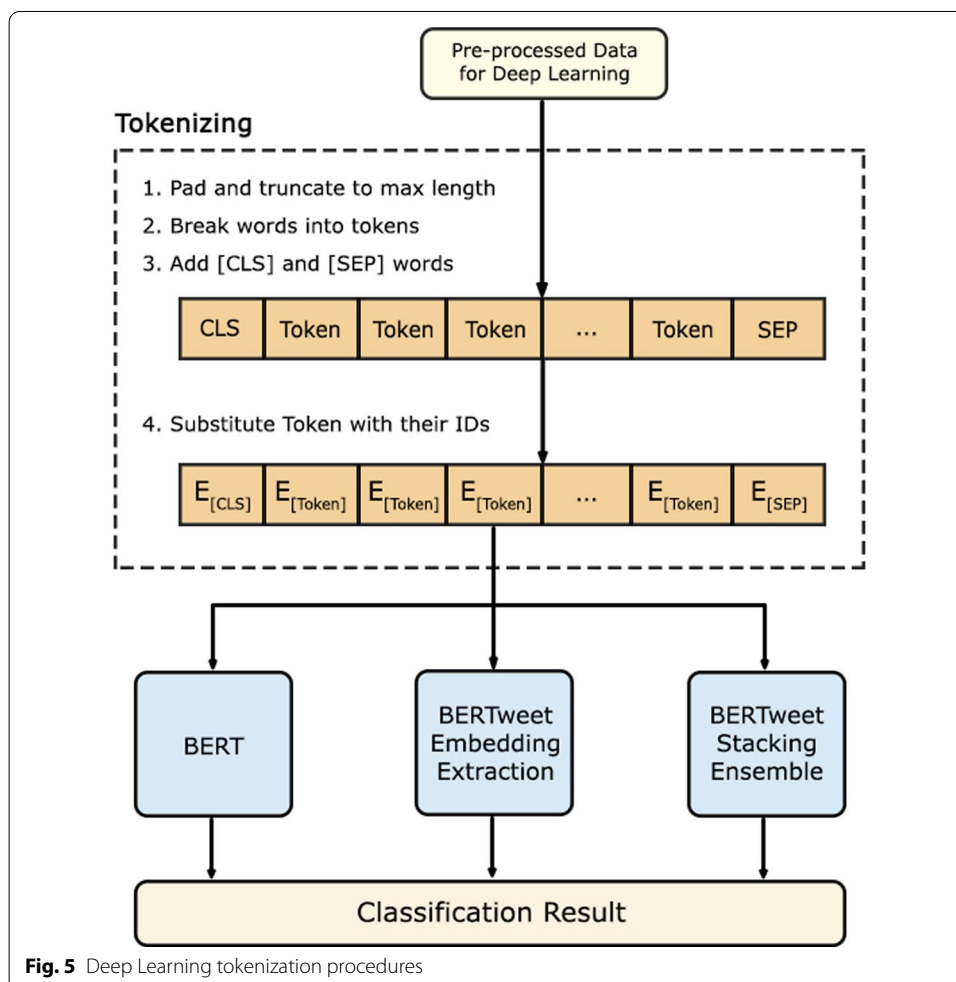 Pre-processed Data
for Deep Learning
Tokenizing
1. Pad and truncate to max length
2. Break words into tokens
3. Add [CLS] and [SEP] words
CLS Token Token Token ... Token SEP
4. Substitute Token with their IDs
E[CLS] E[Token] E[Token] E[Token] ... E[Token] E[SEP]
BERT
BERTweet
Embedding
Extraction
BERTweet
Stacking
Ensemble
Classification Result
Fig. 5 Deep Learning tokenization procedures